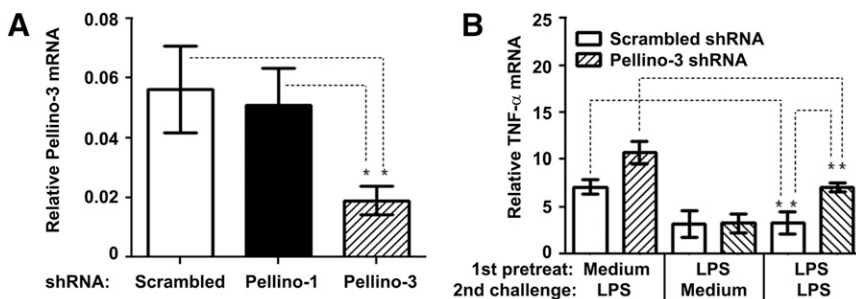 A
Relative Pellino-3 mRNA
0.08
0.06
0.04
0.02
0
* *
shRNA: Scrambled Pellino-1 Pellino-3
B
Relative TNF-α mRNA
25
20
15
10
5
0
Scrambled shRNA
Pellino-3 shRNA
* *
* *
1st pretreat: Medium LPS LPS
2nd challenge: LPS Medium LPS